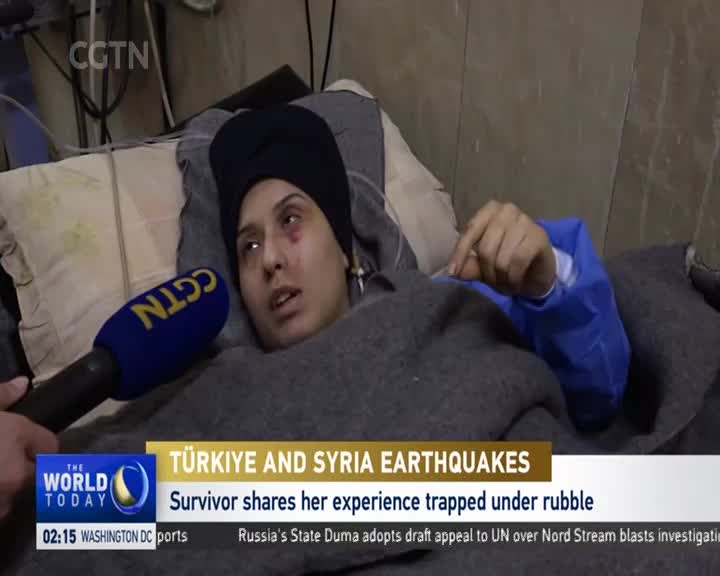 CGTN
CGTN
TÜRKIYE AND SYRIA EARTHQUAKES
THE WORLD TODAY
Survivor shares her experience trapped under rubble
02:15 WASHINGTON DC
ports Russia's State Duma adopts draft appeal to UN over Nord Stream blasts investigatio